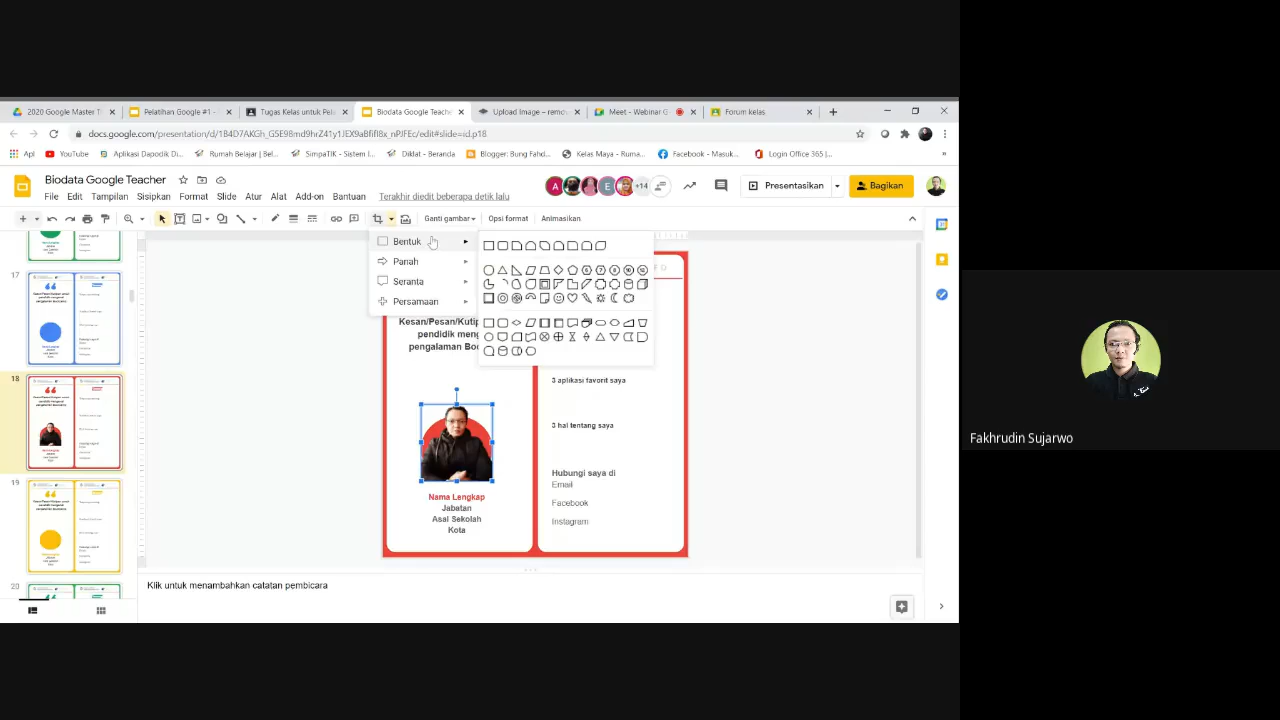 2020 Google Master T
Pelatihan Google #1 -
Tugas Kelas untuk Pel
Biodata Google Teache
Upload Image – remo
Meet - Webinar G
Forum kelas
docs.google.com/presentation/d/1B4D7AKGh_GSE98md9hrZ41y1JEX9aBfifI8x_nPJFEc/edit#slide=id.p18
Apl
YouTube
Aplikasi Dapodik Di...
Rumah Belajar | Bel...
SimpaTIK - Sistem I...
Diklat - Beranda
Blogger: Bung Fahd...
Kelas Maya - Ruma...
Facebook - Masuk...
Login Office 365 |...
Biodata Google Teacher
File Edit Tampilan Sisipkan Format Slide Atur Alat Add-on Bantuan
Terakhir diedit beberapa detik lalu
+14
Presentasikan
Bagikan
Ganti gambar
Opsi format
Animasikan
Bentuk
Panah
Seranta
Persamaan
17
18
19
20
Kesan/Pesan/Kutip
pendidik meng
pengalaman Boo
Nama Lengkap
Jabatan
Asal Sekolah
Kota
3 aplikasi favorit saya
3 hal tentang saya
Hubungi saya di
Email
Facebook
Instagram
Klik untuk menambahkan catatan pembicara
Fakhrudin Sujarwo